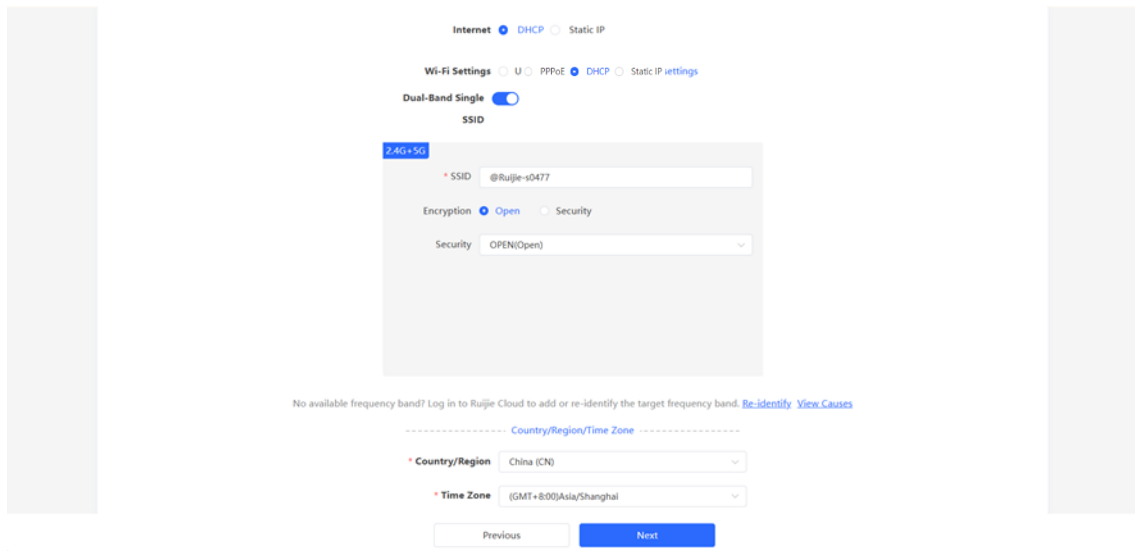 Internet DHCP Static IP
Wi-Fi Settings U PPPoE DHCP Static IP settings
Dual-Band Single
SSID
2.4G+5G
* SSID @Ruijie-s0477
Encryption Open Security
Security OPEN(Open)
No available frequency band? Log in to Ruijie Cloud to add or re-identify the target frequency band. Re-identify View Causes
Country/Region/Time Zone
* Country/Region China (CN)
* Time Zone (GMT+8:00)Asia/Shanghai
Previous Next